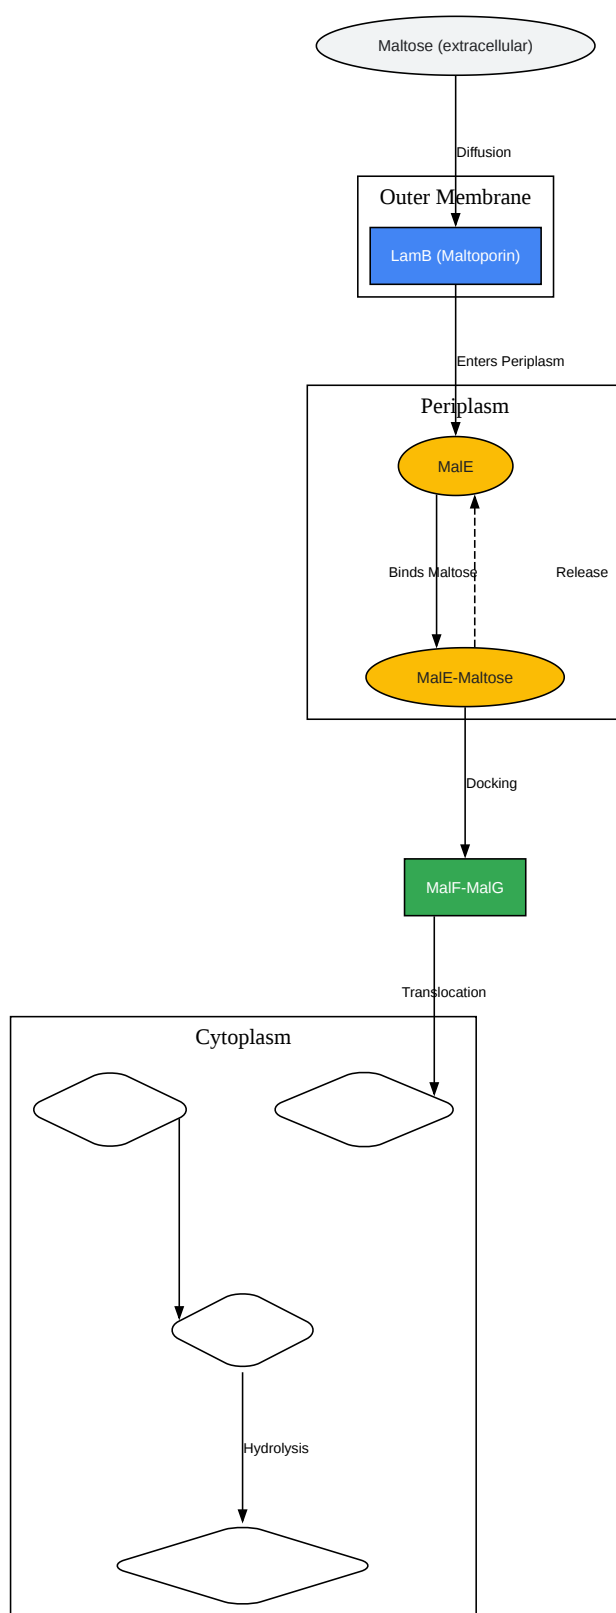 Maltose (extracellular)
Diffusion
Outer Membrane
LamB (Maltoporin)
Enters Periplasm
Periplasm
MalE
Binds Maltose
Release
MalE-Maltose
Docking
MalF-MalG
Translocation
Cytoplasm
Hydrolysis